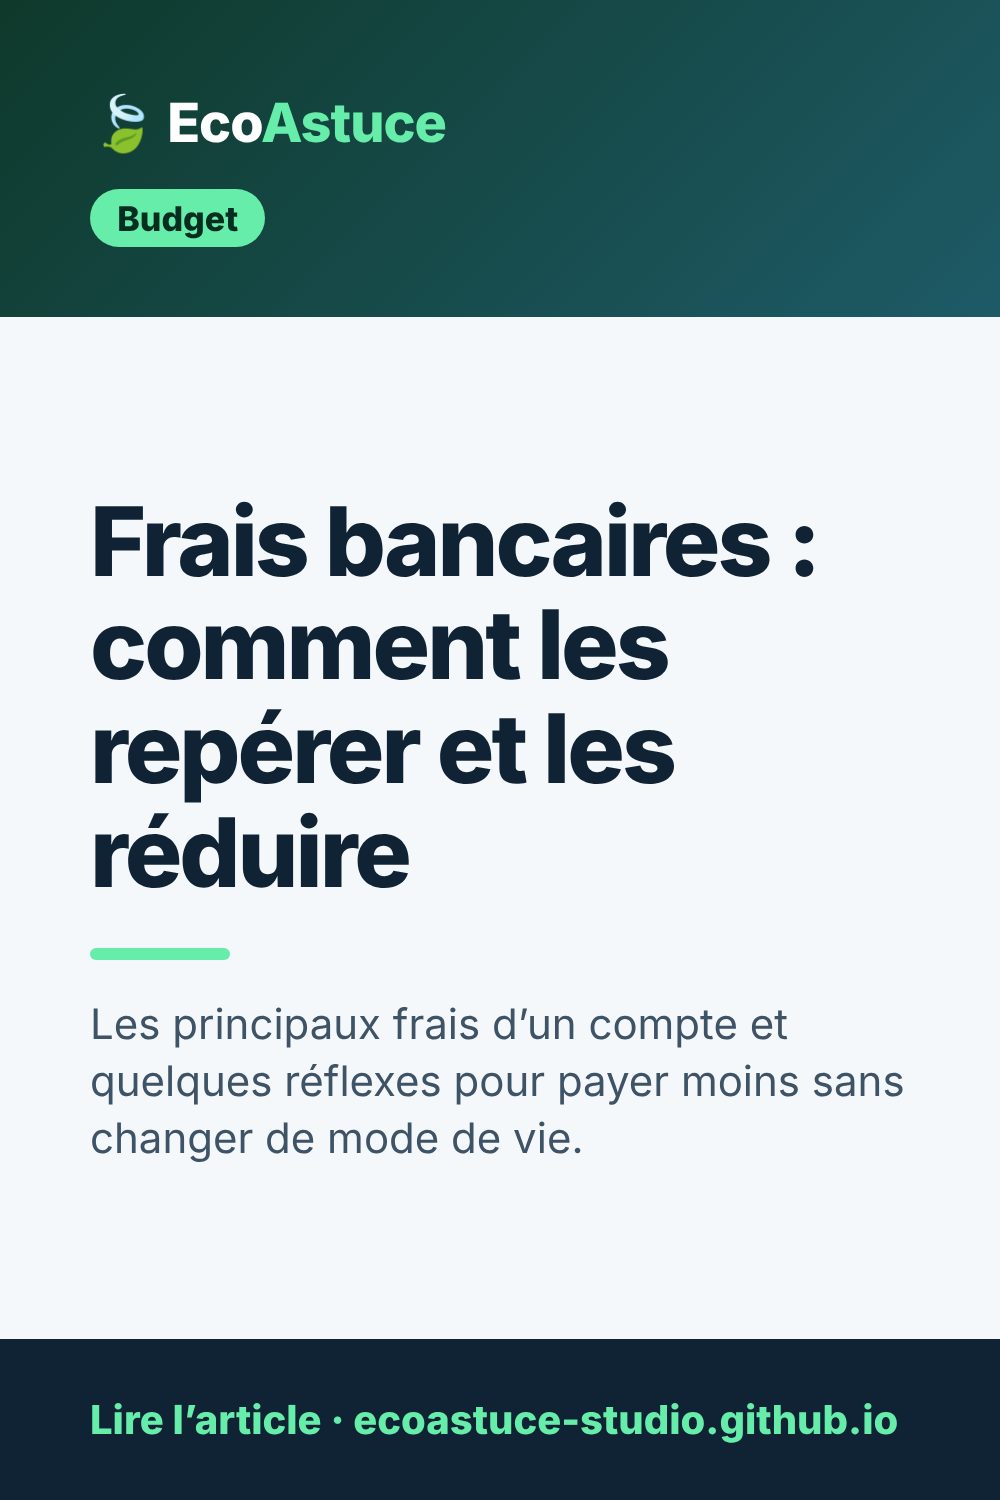 EcoAstuce
Budget
Frais bancaires :
comment les
repérer et les
réduire
Les principaux frais d’un compte et
quelques réflexes pour payer moins sans
changer de mode de vie.
Lire l’article · ecoastuce-studio.github.io